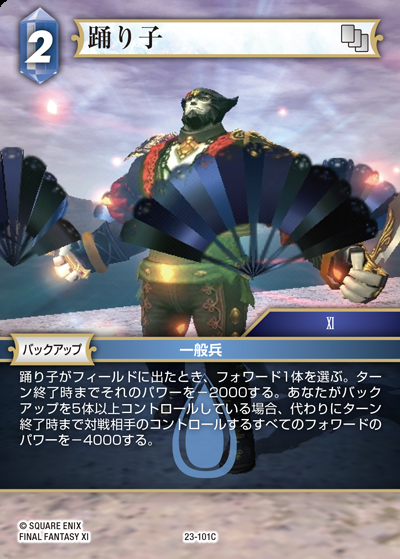 2
踊り子
XI
バックアップ
一般兵
踊り子がフィールドに出たとき、フォワード1体を選ぶ。ター
ン終了時までそれのパワーを－2000する。あなたがバック
アップを5体以上コントロールしている場合、代わりにターン
終了時まで対戦相手のコントロールするすべてのフォワードの
パワーを－4000する。
© SQUARE ENIX
FINAL FANTASY XI
23-101C